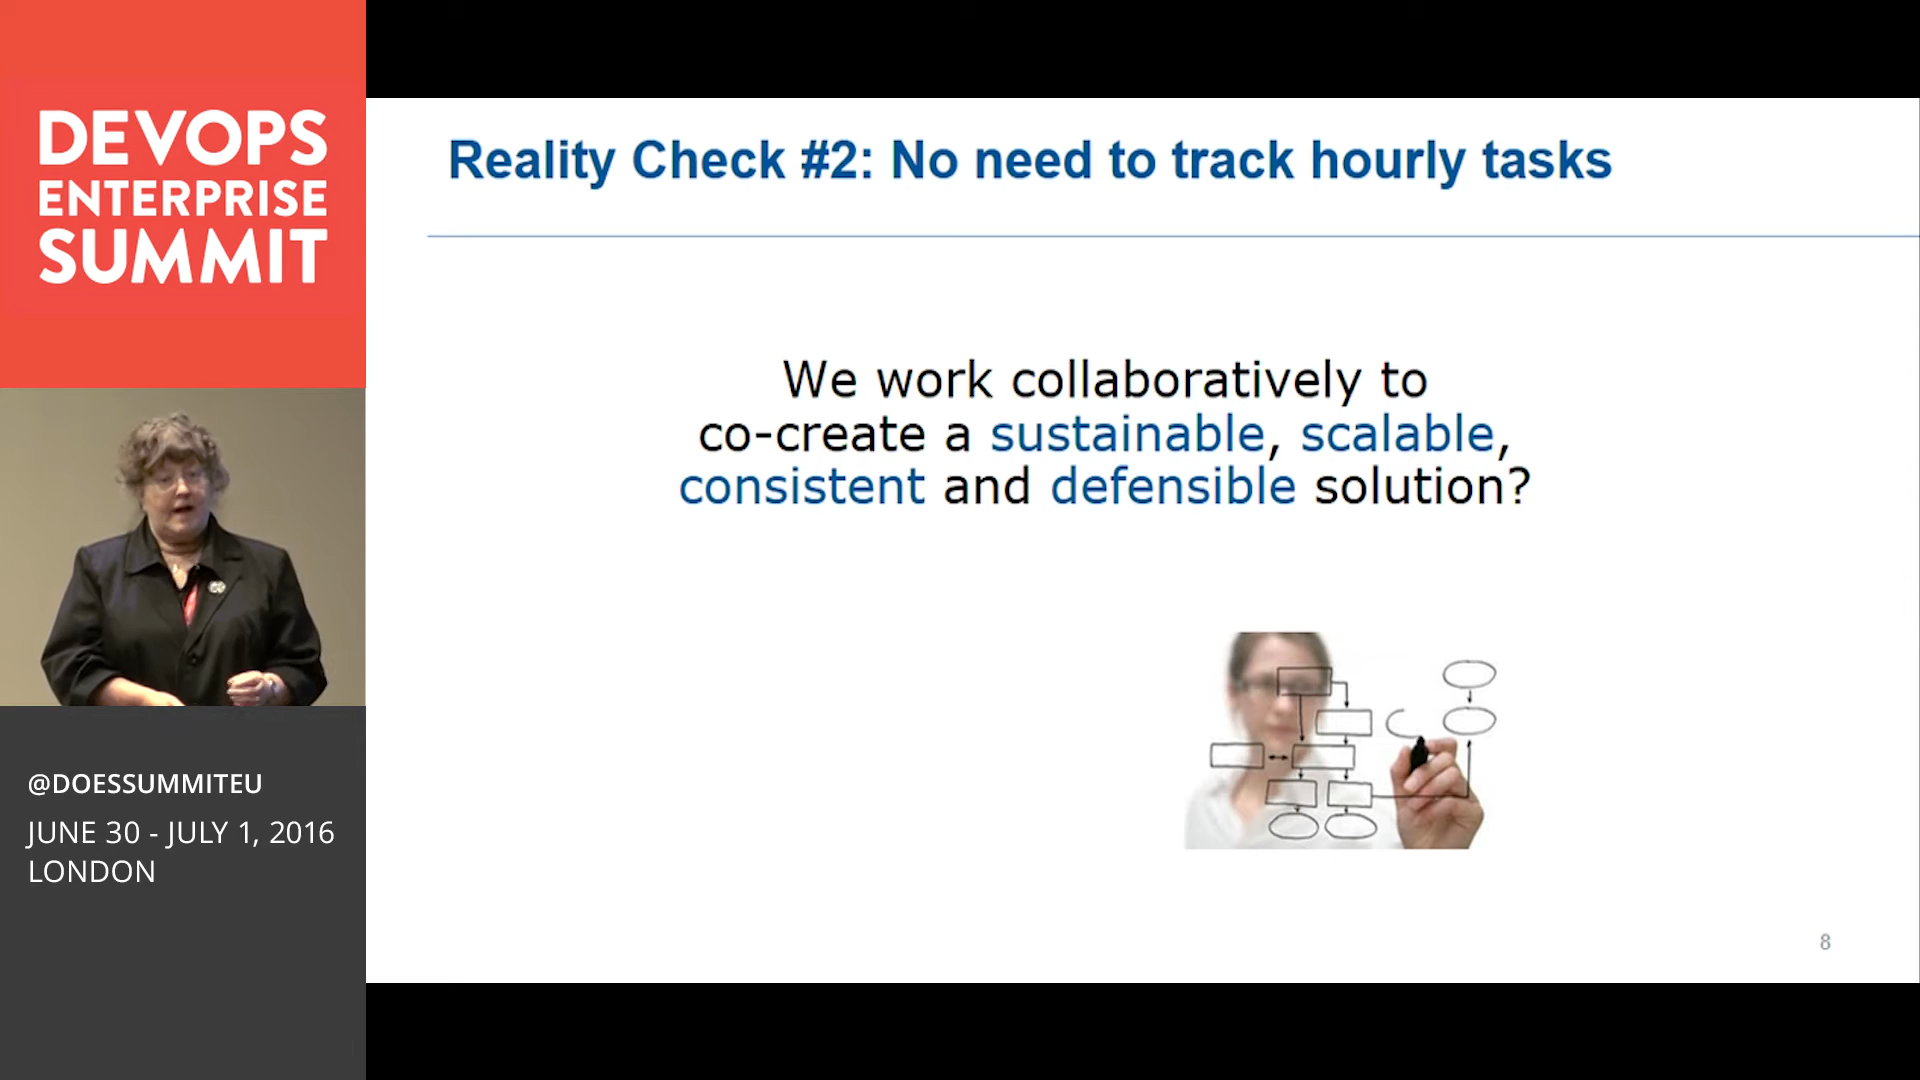 DEVOPS
ENTERPRISE
SUMMIT
@DOESSUMMITEU
JUNE 30 - JULY 1, 2016
LONDON
Reality Check #2: No need to track hourly tasks
We work collaboratively to
co-create a sustainable, scalable,
consistent and defensible solution?
8